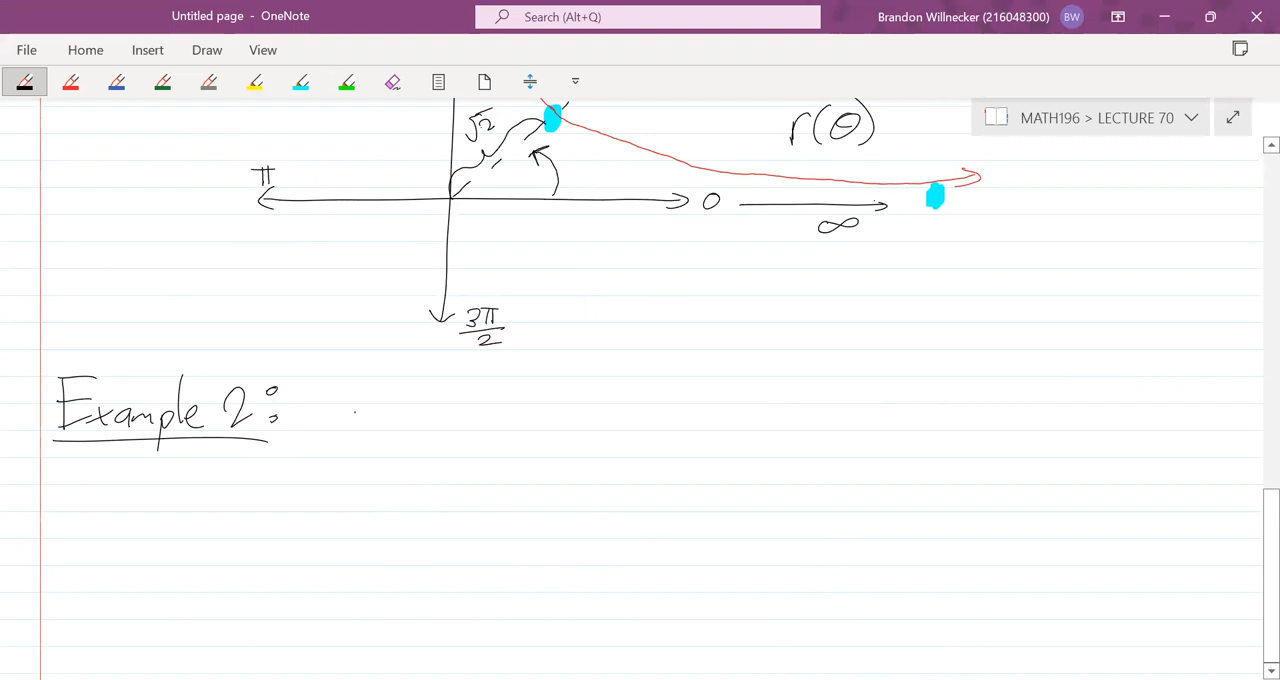 Untitled page - OneNote
Search (Alt+Q)
Brandon Willnecker (216048300)
BW
File Home Insert Draw View
MATH196 > LECTURE 70
√2
r(θ)
π
0
∞
3π/2
Example 2: